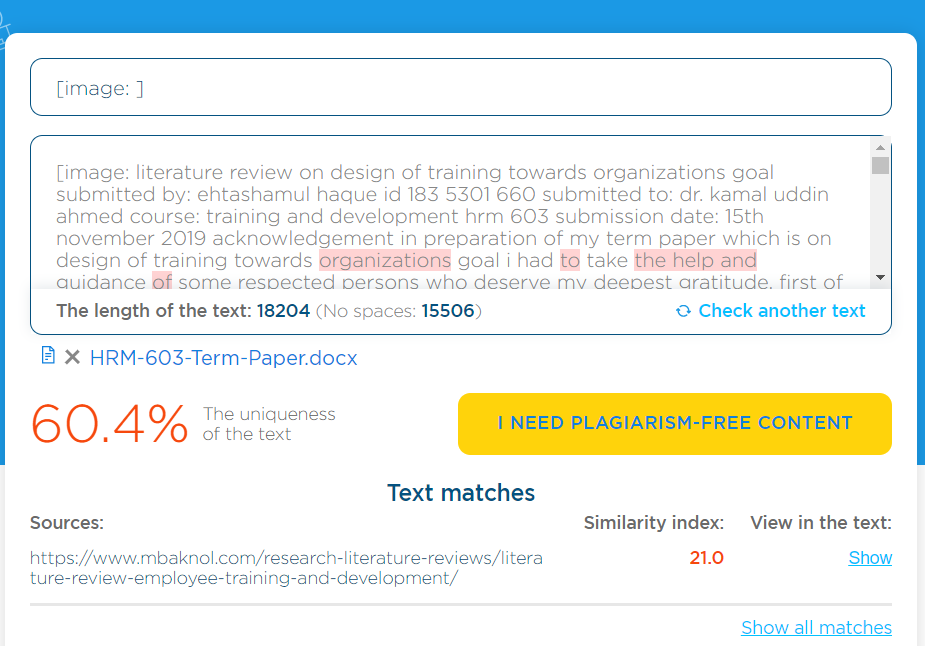 [image: ]
[image: literature review on design of training towards organizations goal
submitted by: ehtashamul haque id 183 5301 660 submitted to: dr. kamal uddin
ahmed course: training and development hrm 603 submission date: 15th
november 2019 acknowledgement in preparation of my term paper which is on
design of training towards organizations goal i had to take the help and
guidance of some respected persons who deserve my deepest gratitude. first of
The length of the text: 18204 (No spaces: 15506)
Check another text
HRM-603-Term-Paper.docx
60.4%
The uniqueness
of the text
I NEED PLAGIARISM-FREE CONTENT
Text matches
Sources: Similarity index: View in the text:
https://www.mbaknol.com/research-literature-reviews/litera
ture-review-employee-training-and-development/
21.0
Show
Show all matches